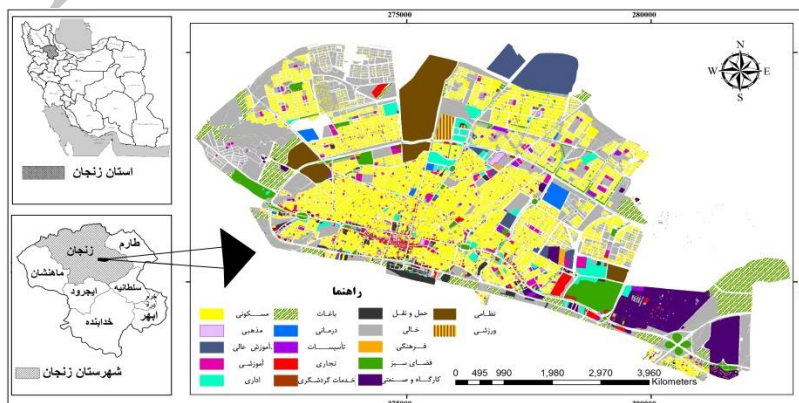 275000
280000
N
W E
S
استان زنجان
طارم
زنجان
ماهنشان
سلطانیه
ایجرود
ابهر
خدابنده
شهرستان زنجان
راهنما
مسکونی
باغات
حمل و نقل
نظامی
مذهبی
درمانی
خالی
ورزشی
آموزش عالی
تأسیسات
فرهنگی
آموزشی
تجاری
فضای سبز
اداری
خدمات گردشگری
کارگاه و صنعتی
0 495 990 1,980 2,970 3,960
Kilometers
275000
280000